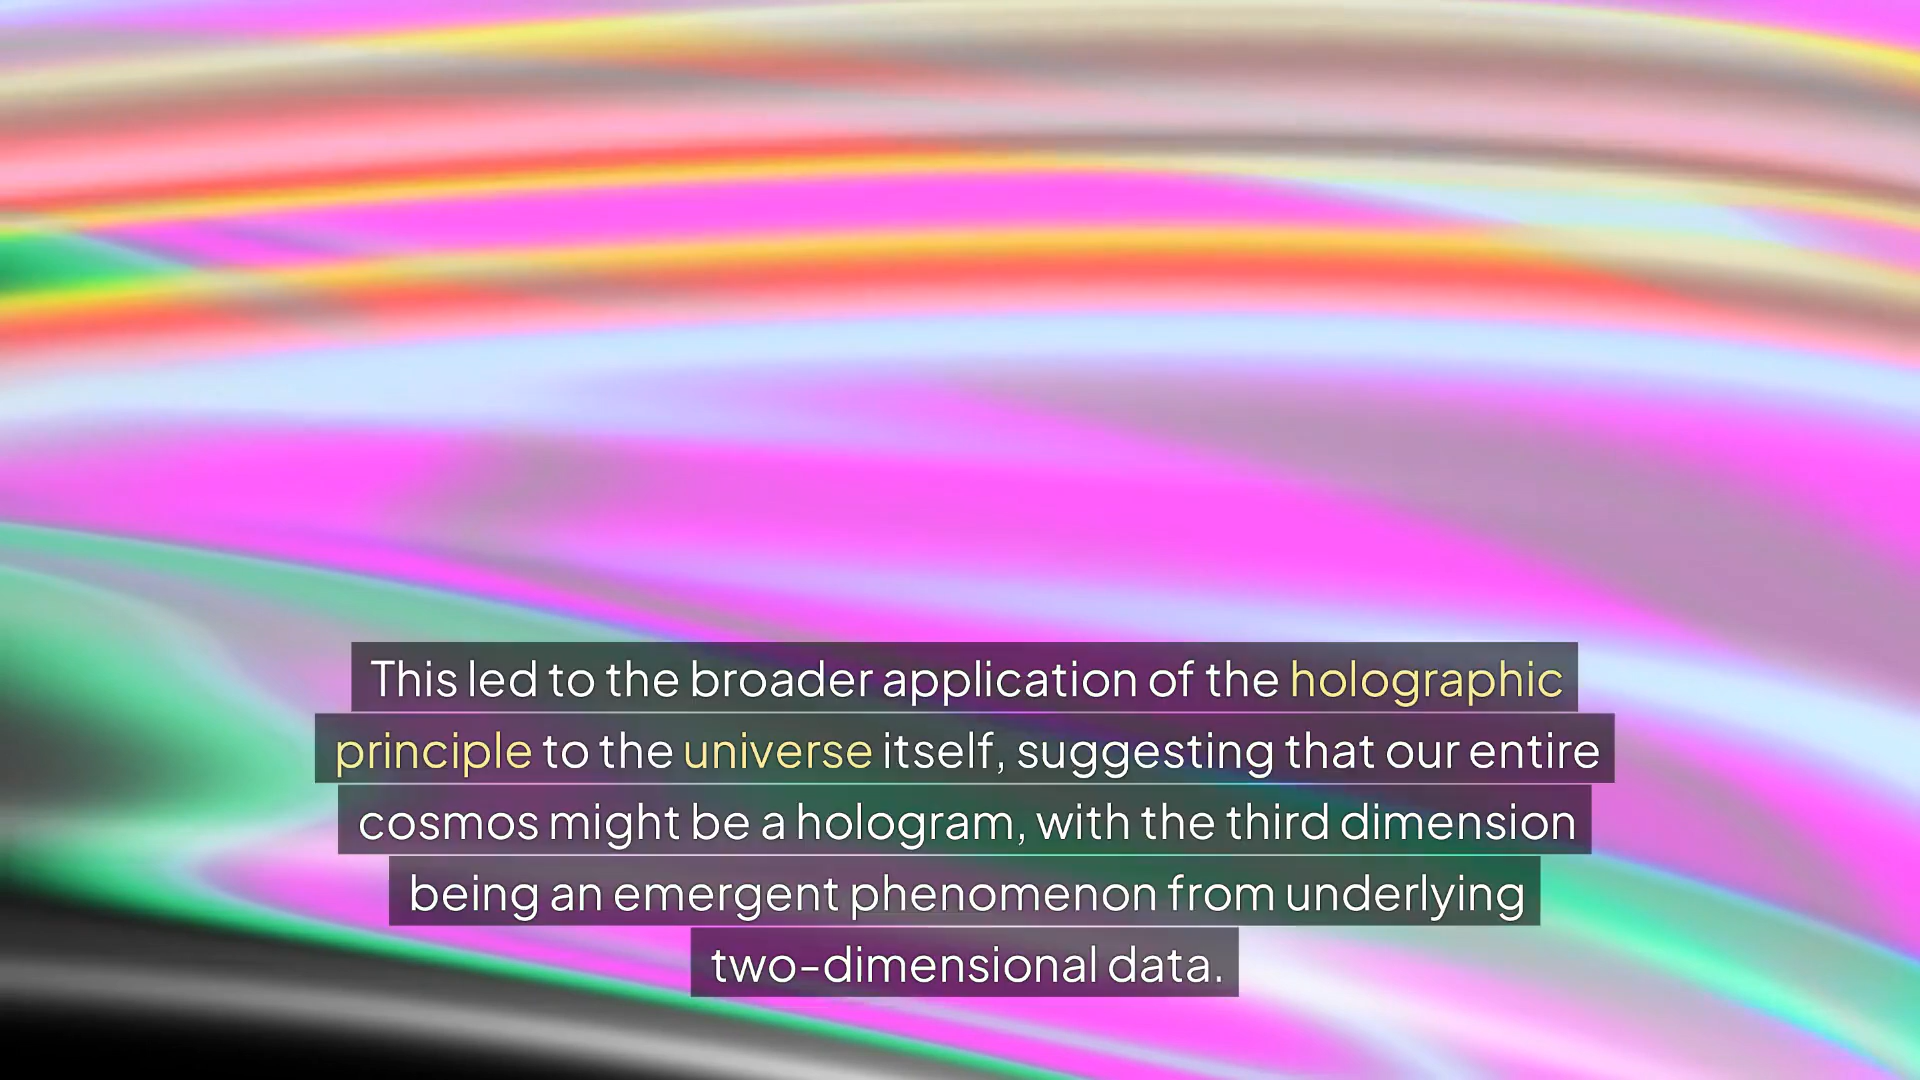 This led to the broader application of the holographic
principle to the universe itself, suggesting that our entire
cosmos might be a hologram, with the third dimension
being an emergent phenomenon from underlying
two-dimensional data.